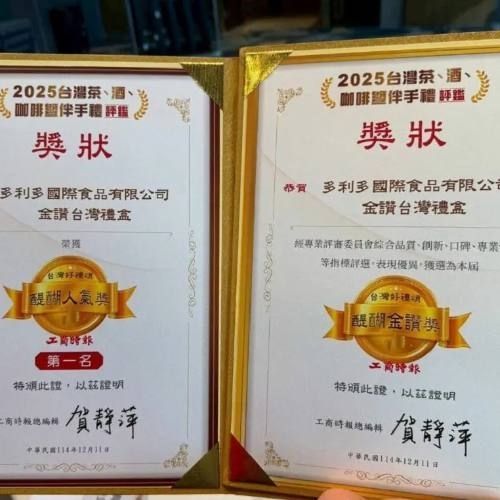 2025台灣茶、酒、
咖啡暨伴手禮 評鑑
獎狀
多利多國際食品有限公司
金讚台灣禮盒
榮獲
台灣好禮頌
醍醐人氣獎
工商時報
第一名
特頒此證，以茲證明
工商時報總編輯 賀靜萍
中華民國114年12月11日
2025台灣茶、酒、
咖啡暨伴手禮 評鑑
獎狀
恭賀 多利多國際食品有限公
金讚台灣禮盒
經專業評審委員會綜合品質、創新、口碑、專業
等指標評選，表現優異，獲選為本屆
台灣好禮頌
醍醐金讚獎
工商時報
特頒此證，以茲證明
工商時報總編輯 賀靜萍
中華民國114年12月11日